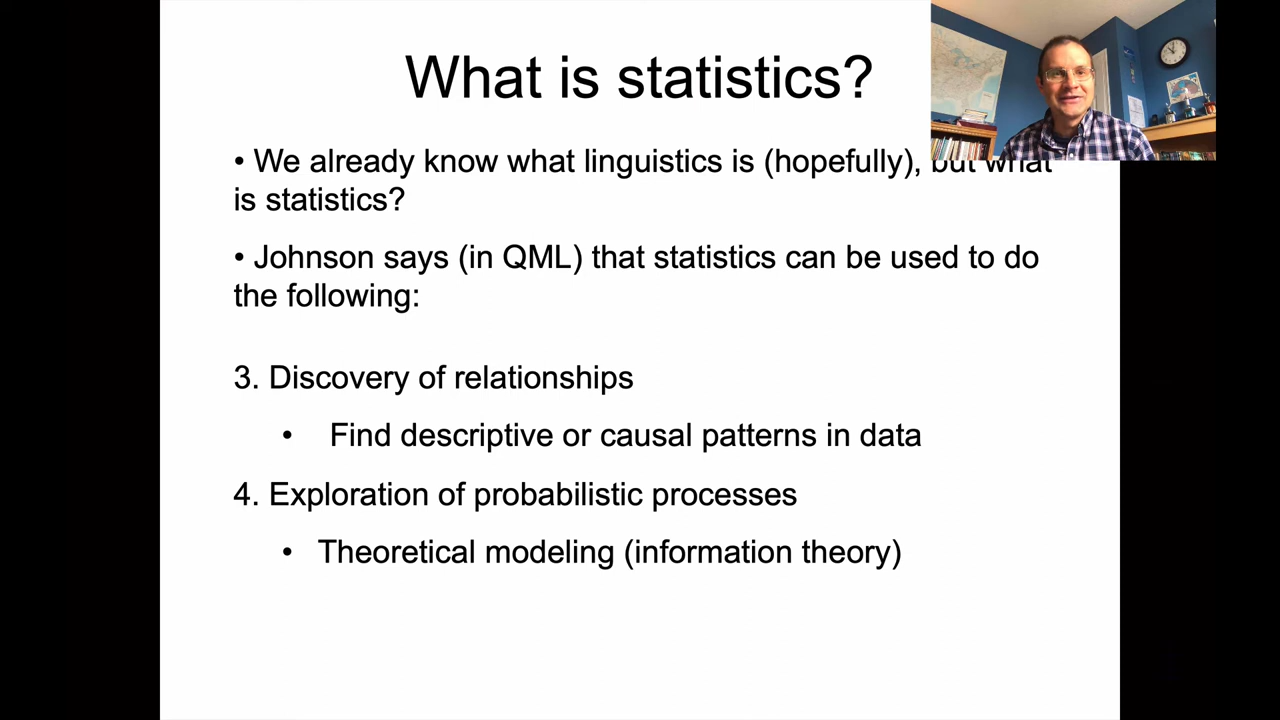 What is statistics?
• We already know what linguistics is (hopefully), but what
is statistics?
• Johnson says (in QML) that statistics can be used to do
the following:
3. Discovery of relationships
• Find descriptive or causal patterns in data
4. Exploration of probabilistic processes
• Theoretical modeling (information theory)